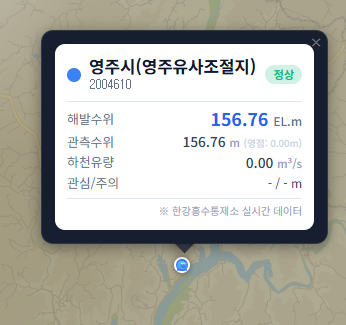 영주시(영주유사조절지)
2004610
정상
해발수위 156.76 EL.m
관측수위 156.76 m (영점: 0.00m)
하천유량 0.00 m³/s
관심/주의 - / - m
※ 한강홍수통제소 실시간 데이터